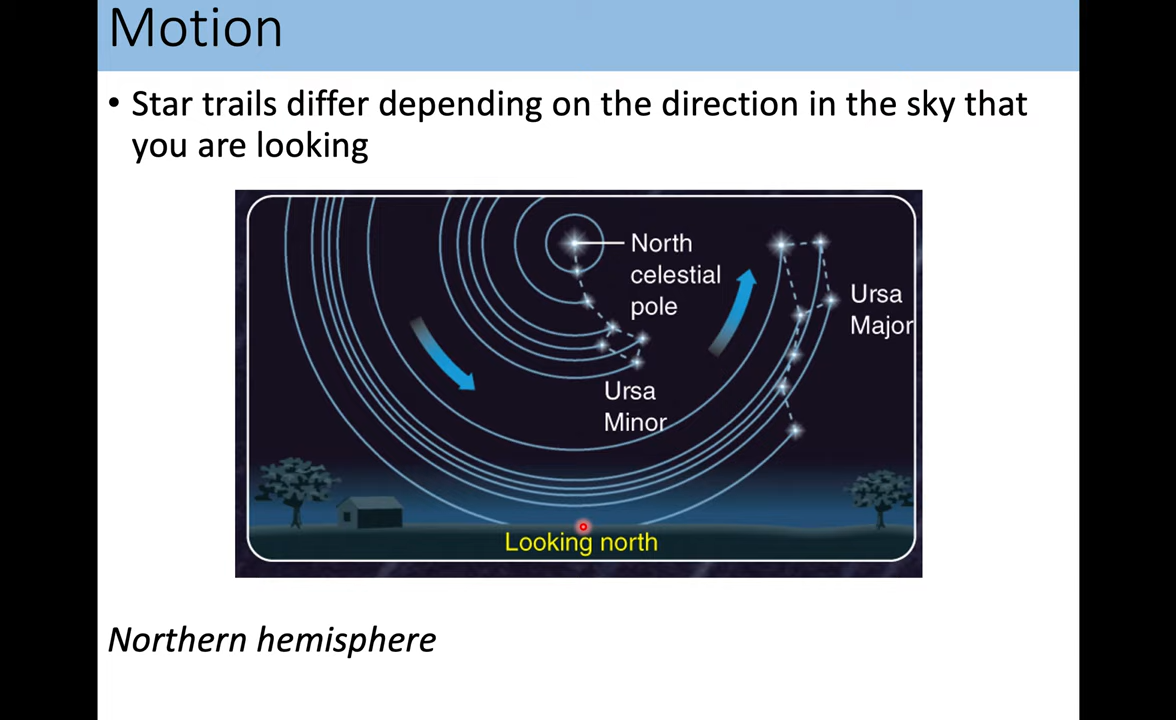 Motion
• Star trails differ depending on the direction in the sky that
you are looking
North
celestial
pole
Ursa
Major
Ursa
Minor
Looking north
Northern hemisphere